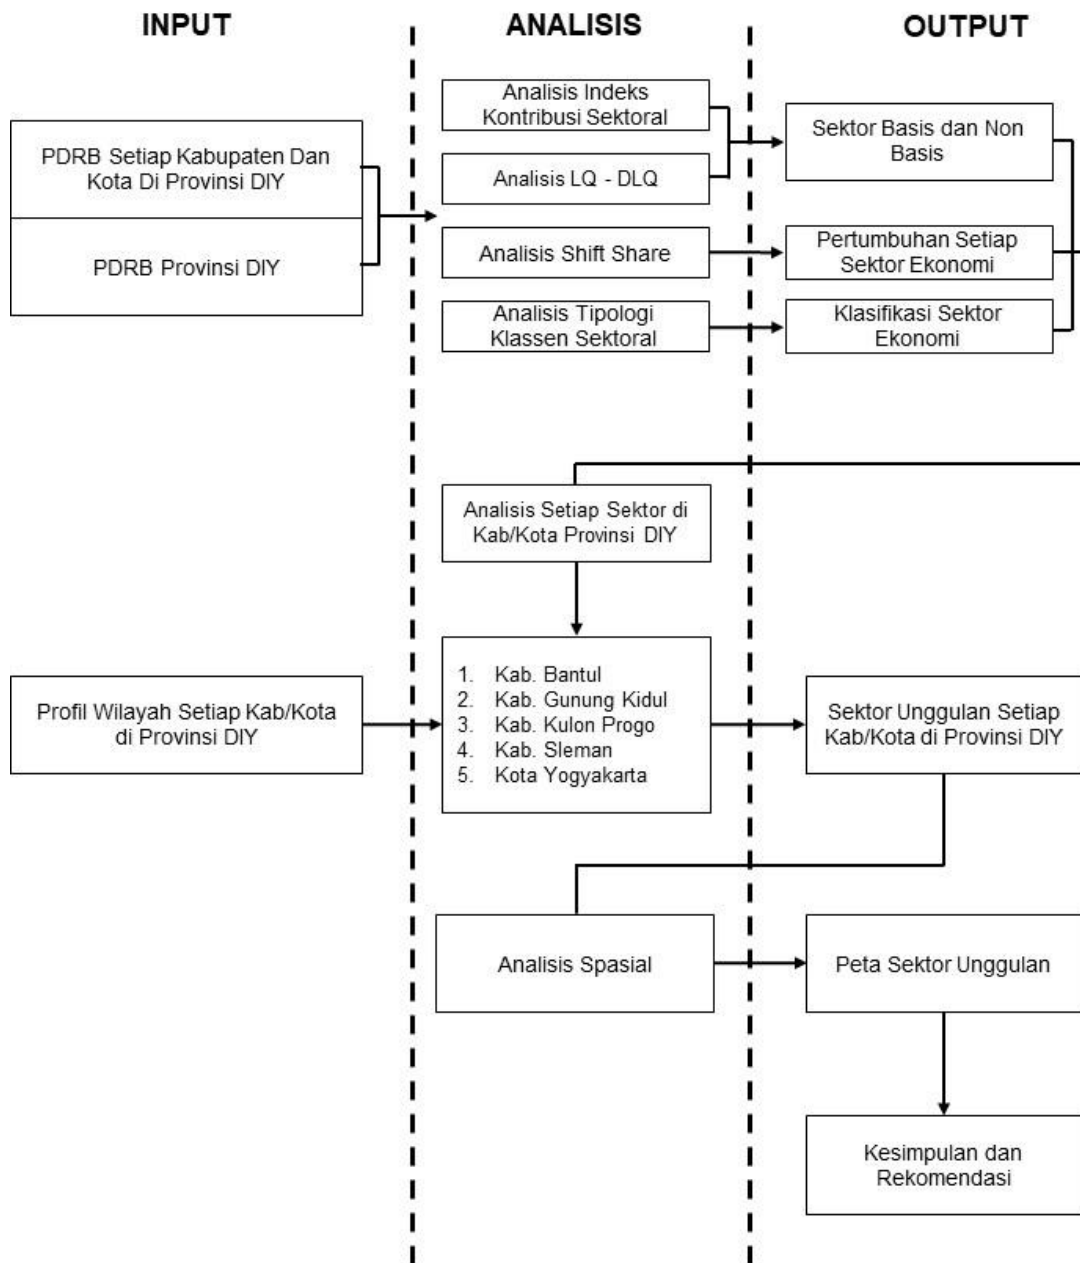 INPUT
ANALISIS
OUTPUT
PDRB Setiap Kabupaten Dan
Kota Di Provinsi DIY
PDRB Provinsi DIY
Analisis Indeks
Kontribusi Sektoral
Analisis LQ - DLQ
Analisis Shift Share
Analisis Tipologi
Klassen Sektoral
Sektor Basis dan Non
Basis
Pertumbuhan Setiap
Sektor Ekonomi
Klasifikasi Sektor
Ekonomi
Analisis Setiap Sektor di
Kab/Kota Provinsi DIY
Profil Wilayah Setiap Kab/Kota
di Provinsi DIY
1. Kab. Bantul
2. Kab. Gunung Kidul
3. Kab. Kulon Progo
4. Kab. Sleman
5. Kota Yogyakarta
Sektor Unggulan Setiap
Kab/Kota di Provinsi DIY
Analisis Spasial
Peta Sektor Unggulan
Kesimpulan dan
Rekomendasi